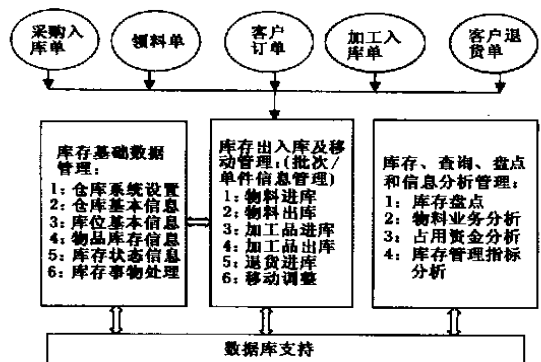 采购入
库单
领料单
客户
订单
加工入
库单
客户退
货单
库存基础数据
管理:
1: 仓库系统设置
2: 仓库基本信息
3: 库位基本信息
4: 物品库存信息
5: 库存状态信息
6: 库存事物处理
库存出入库及移
动管理:(批次/
单件信息管理)
1: 物料进库
2: 物料出库
3: 加工品进库
4: 加工品出库
5: 退货进库
6: 移动调整
库存、查询、盘点
和信息分析管理:
1: 库存盘点
2: 物料业务分析
3: 占用资金分析
4: 库存管理指标
分析
数据库支持